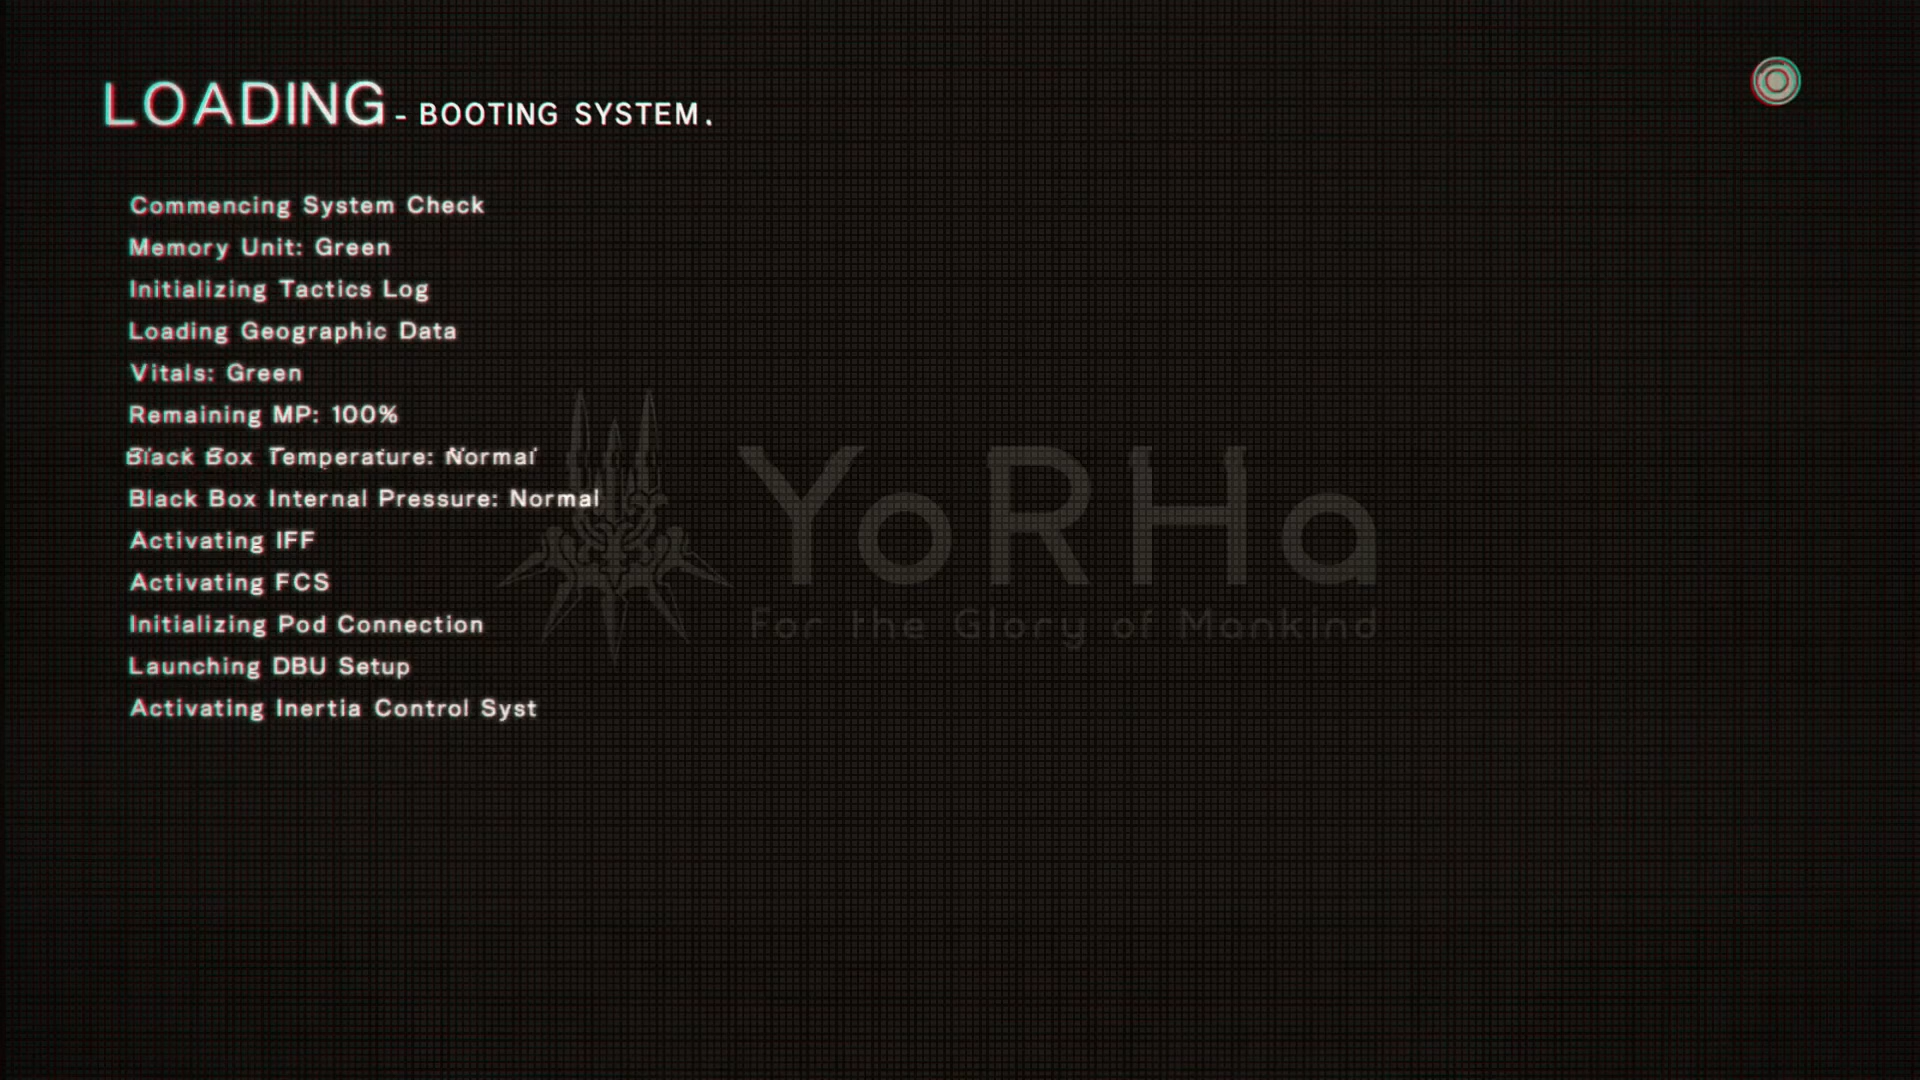 LOADING - BOOTING SYSTEM.
Commencing System Check
Memory Unit: Green
Initializing Tactics Log
Loading Geographic Data
Vitals: Green
Remaining MP: 100%
Black Box Temperature: Normal
Black Box Internal Pressure: Normal
Activating IFF
Activating FCS
Initializing Pod Connection
Launching DBU Setup
Activating Inertia Control Syst
YoRHa
For the Glory of Mankind